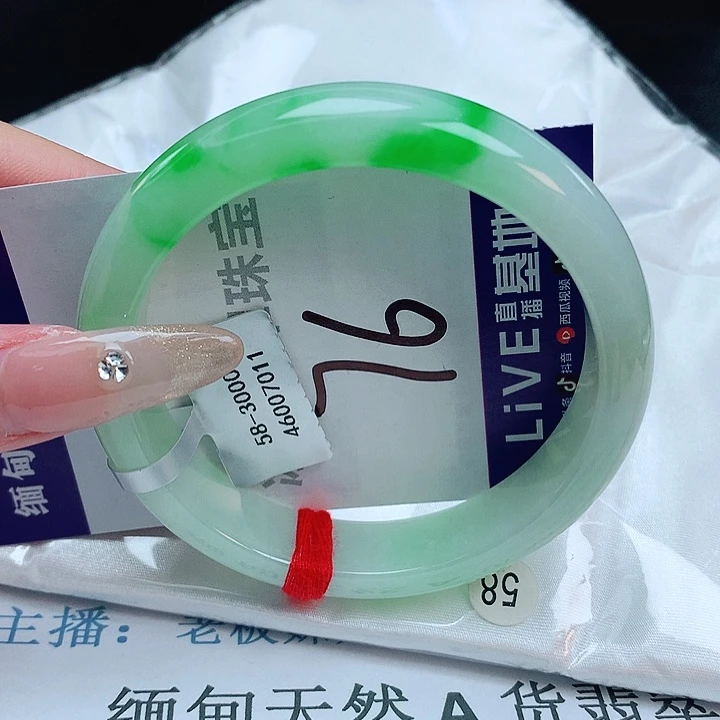 珠宝
76
58-300
46007011
LiVE直播基地
抖音 西瓜视频
缅甸
58
主播：老板
缅甸天然A货翡翠